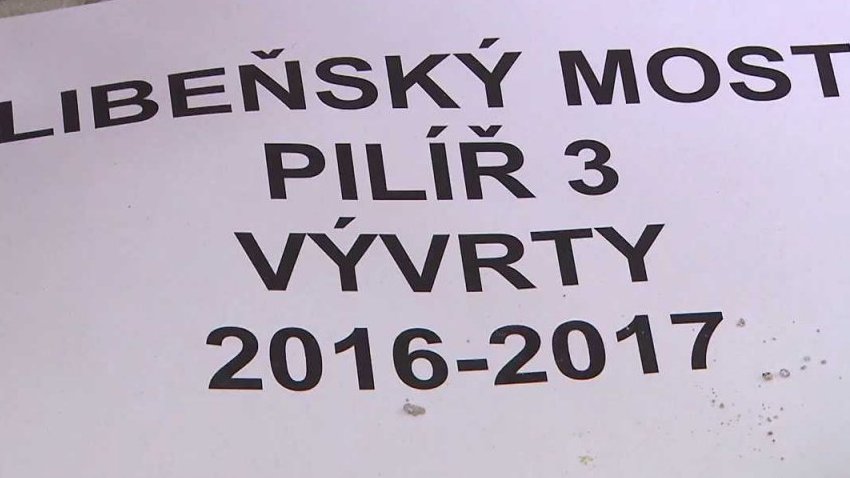 LIBEŇSKÝ MOST
PILÍŘ 3
VÝVRTY
2016-2017